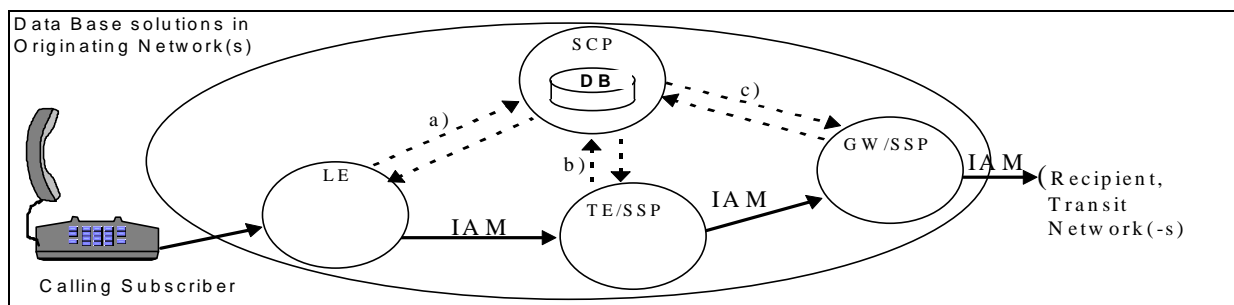 Data Base solutions in
Originating Network(s)
SCP
DB
a)
c)
b)
LE
GW/SSP
TE/SSP
IAM
IAM
IAM
(Recipient,
Transit
Network(-s)
Calling Subscriber